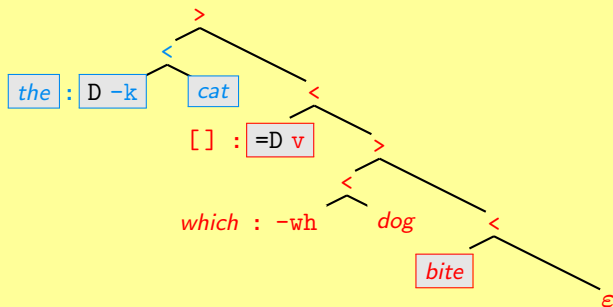 >
<
the : D -k cat
<
[] : =D v
>
<
which : -wh dog
<
bite
ε